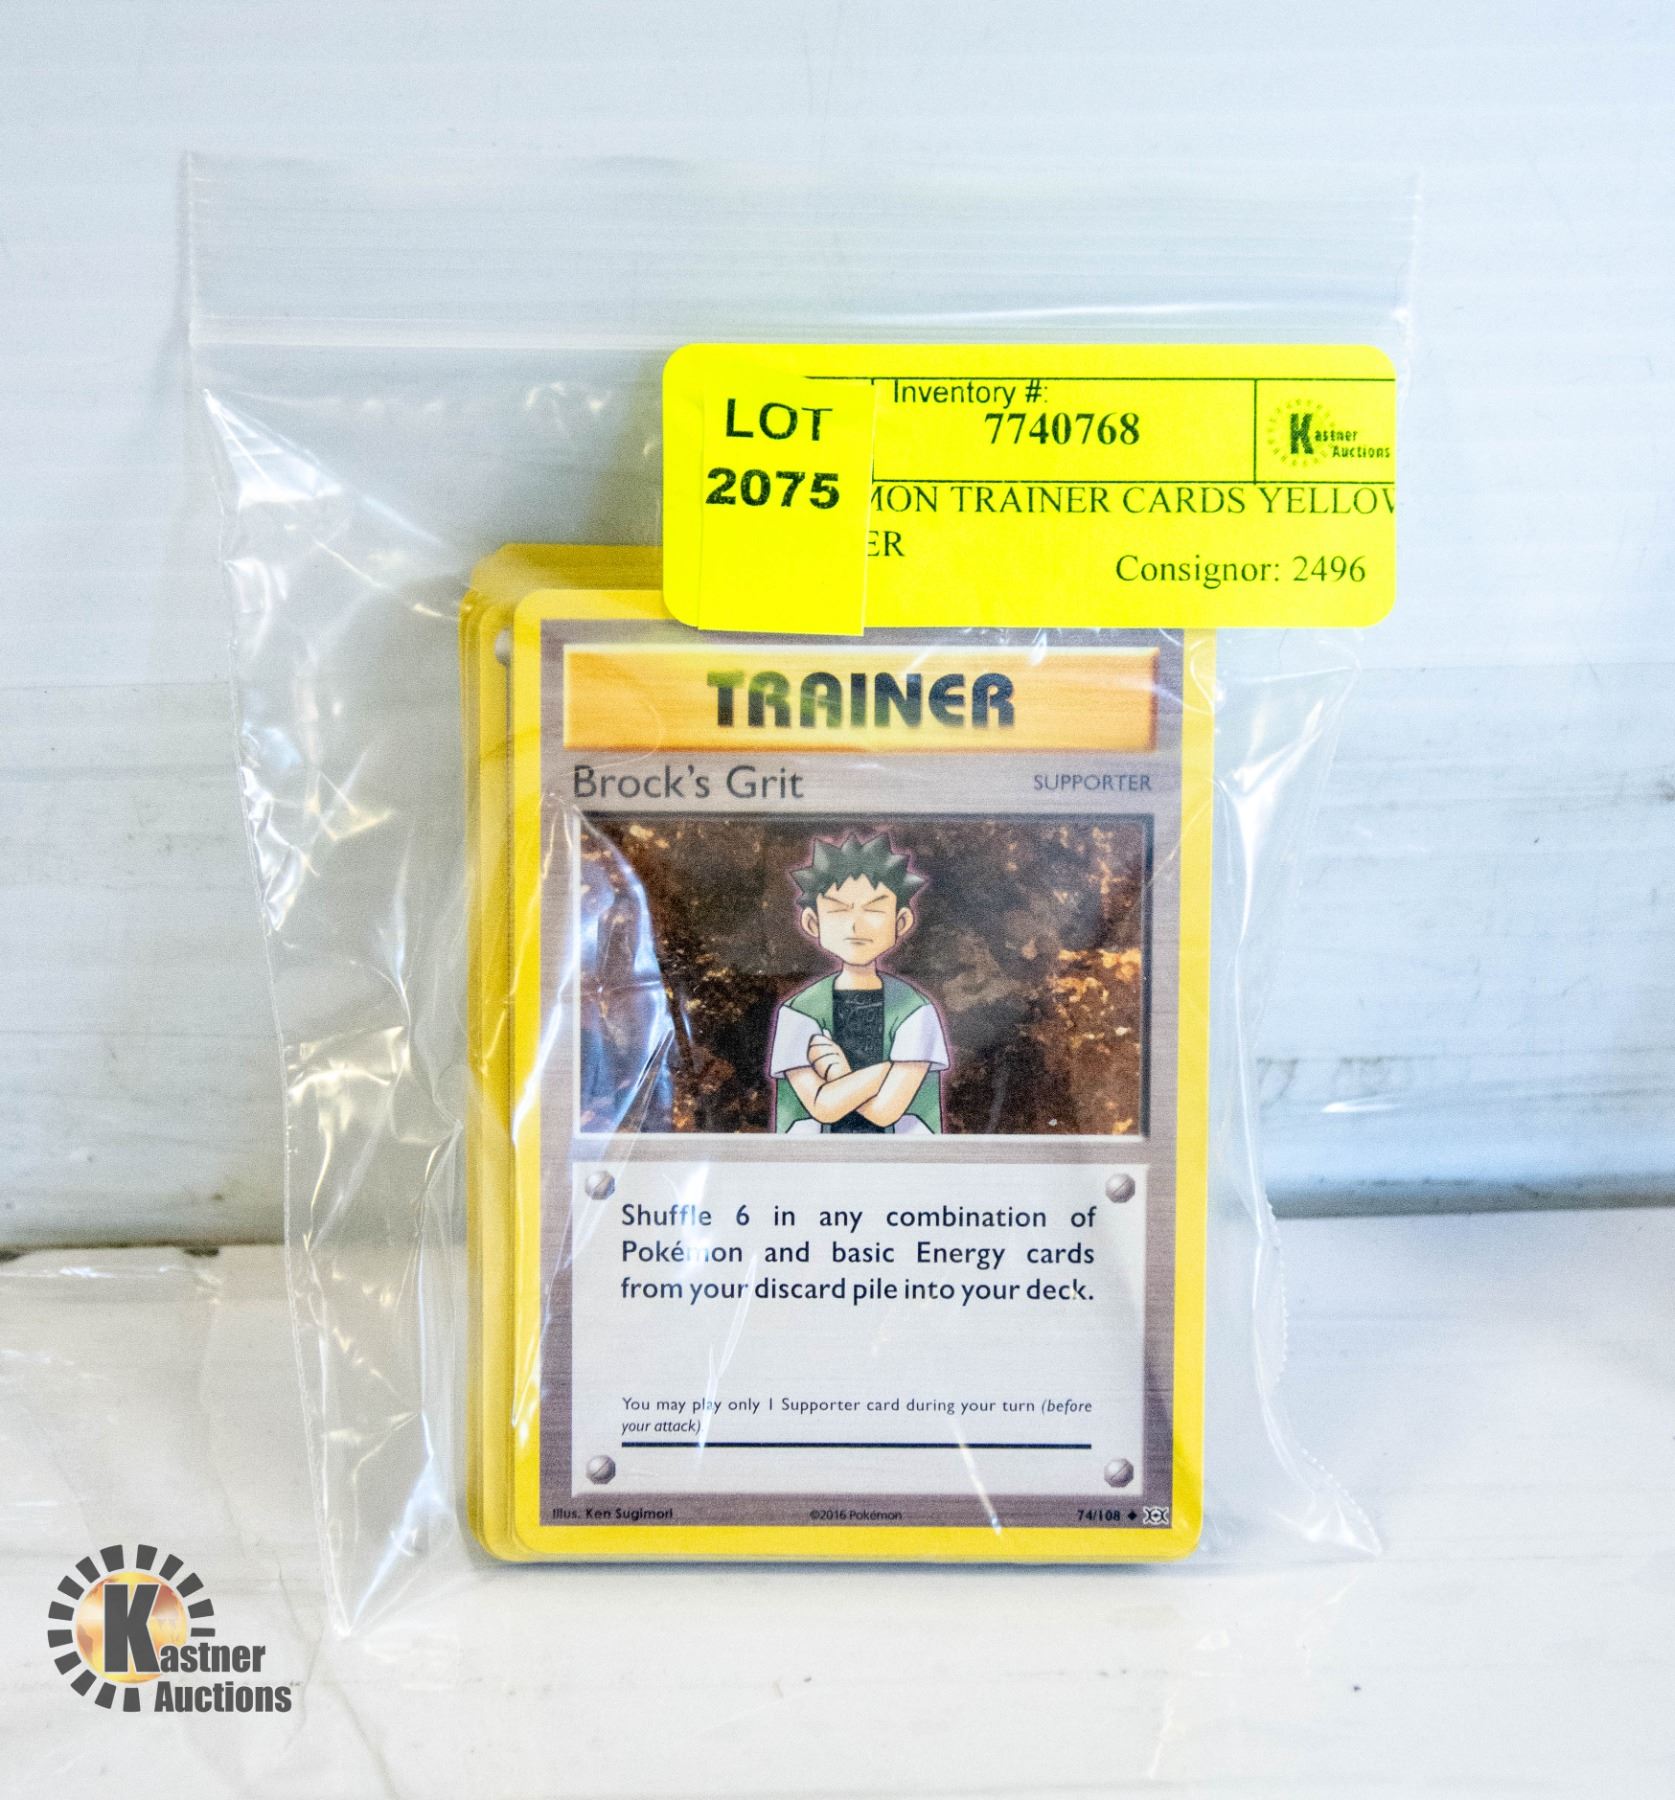 LOT
2075
Inventory #:
7740768
Kastner
Auctions
MON TRAINER CARDS YELLOW
ER
Consignor: 2496
TRAINER
Brock's Grit SUPPORTER
Shuffle 6 in any combination of
Pokémon and basic Energy cards
from your discard pile into your deck.
You may play only 1 Supporter card during your turn (before
your attack).
Illus. Ken Sugimori ©2016 Pokémon 74/108
Kastner
Auctions